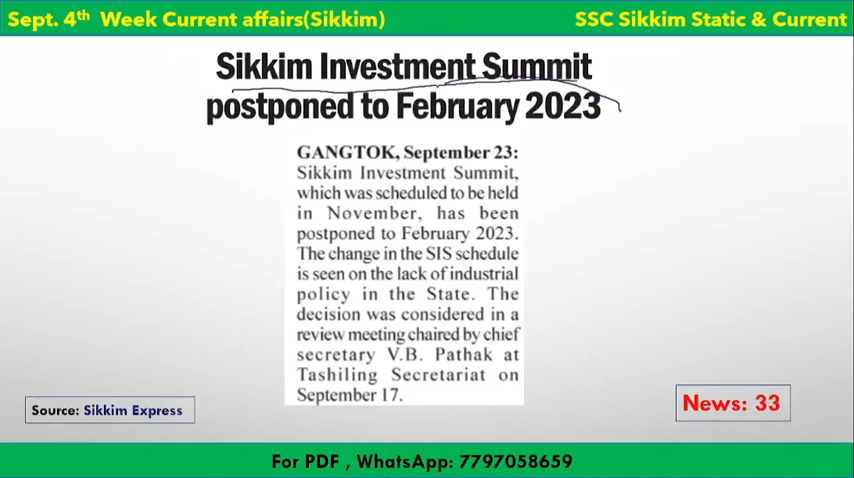 Sept. 4th Week Current affairs(Sikkim)
SSC Sikkim Static & Current
Sikkim Investment Summit
postponed to February 2023
GANGTOK, September 23:
Sikkim Investment Summit,
which was scheduled to be held
in November, has been
postponed to February 2023.
The change in the SIS schedule
is seen on the lack of industrial
policy in the State. The
decision was considered in a
review meeting chaired by chief
secretary V.B. Pathak at
Tashiling Secretariat on
September 17.
Source: Sikkim Express
News: 33
For PDF , WhatsApp: 7797058659